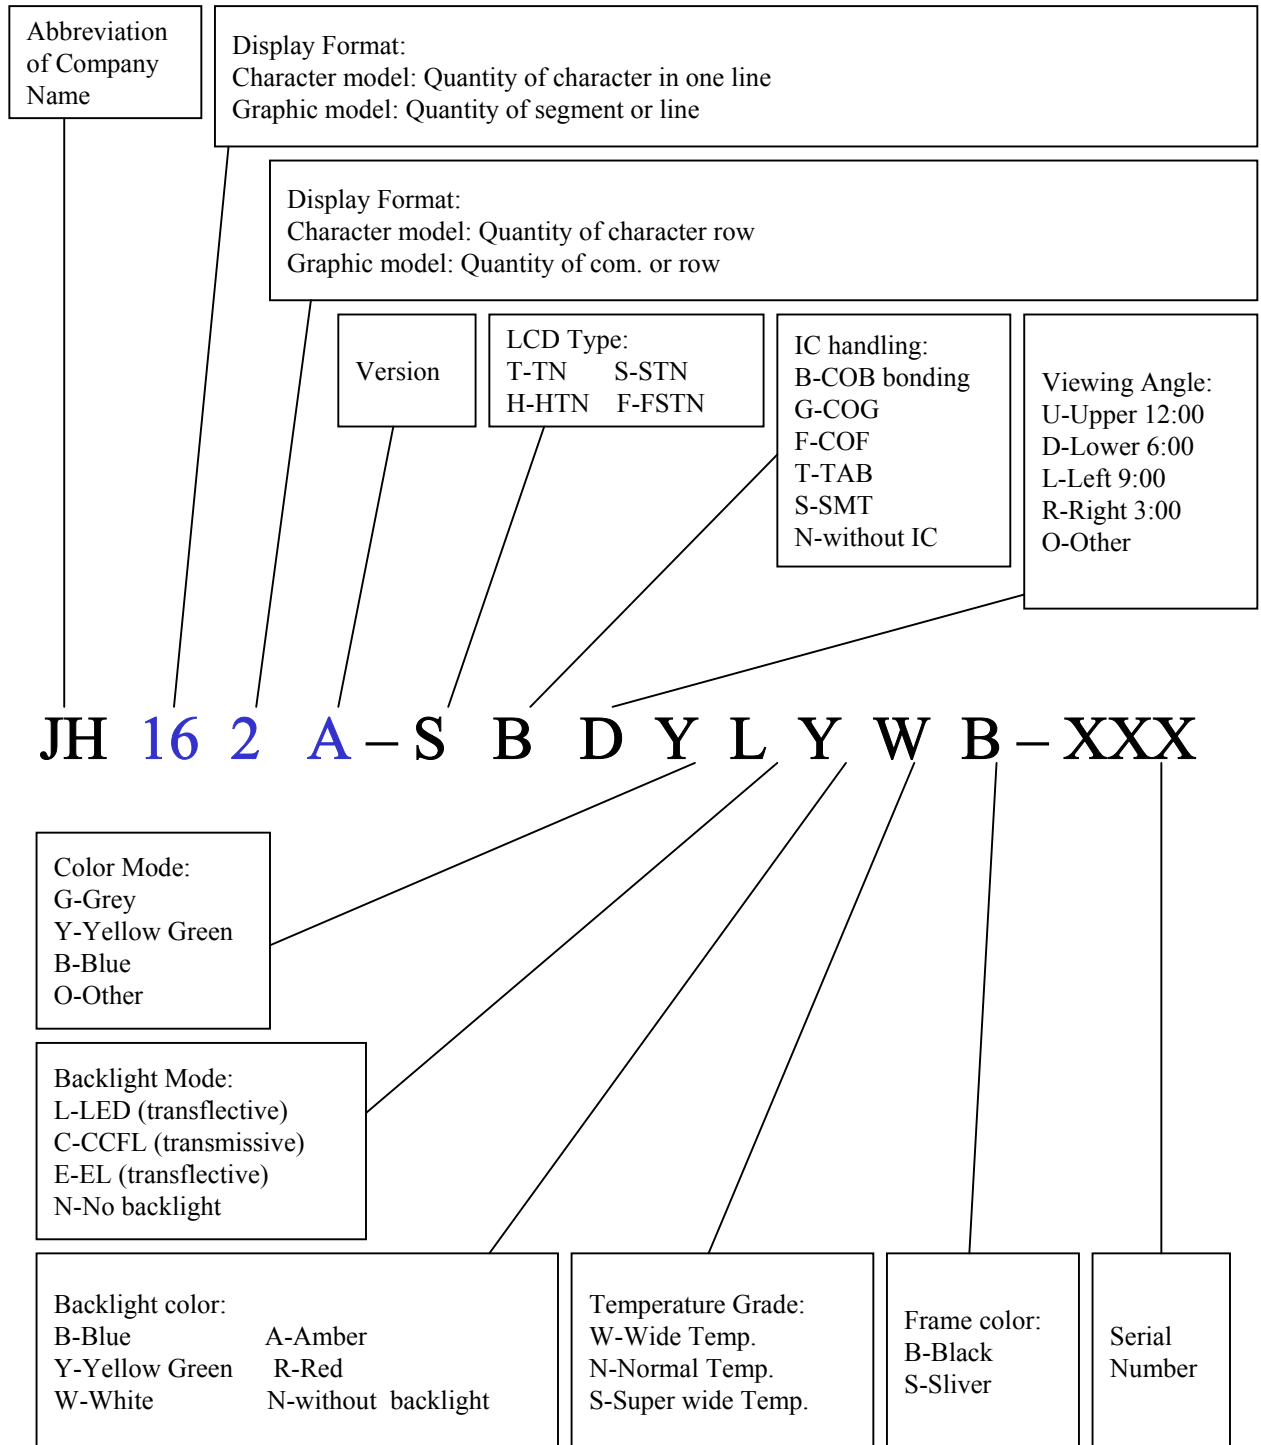 Abbreviation
of Company
Name
Display Format:
Character model: Quantity of character in one line
Graphic model: Quantity of segment or line
Display Format:
Character model: Quantity of character row
Graphic model: Quantity of com. or row
Version
LCD Type:
T-TN S-STN
H-HTN F-FSTN
IC handling:
B-COB bonding
G-COG
F-COF
T-TAB
S-SMT
N-without IC
Viewing Angle:
U-Upper 12:00
D-Lower 6:00
L-Left 9:00
R-Right 3:00
O-Other
JH 16 2 A – S B D Y L Y W B – XXX
Color Mode:
G-Grey
Y-Yellow Green
B-Blue
O-Other
Backlight Mode:
L-LED (transflective)
C-CCFL (transmissive)
E-EL (transflective)
N-No backlight
Backlight color:
B-Blue A-Amber
Y-Yellow Green R-Red
W-White N-without backlight
Temperature Grade:
W-Wide Temp.
N-Normal Temp.
S-Super wide Temp.
Frame color:
B-Black
S-Sliver
Serial
Number